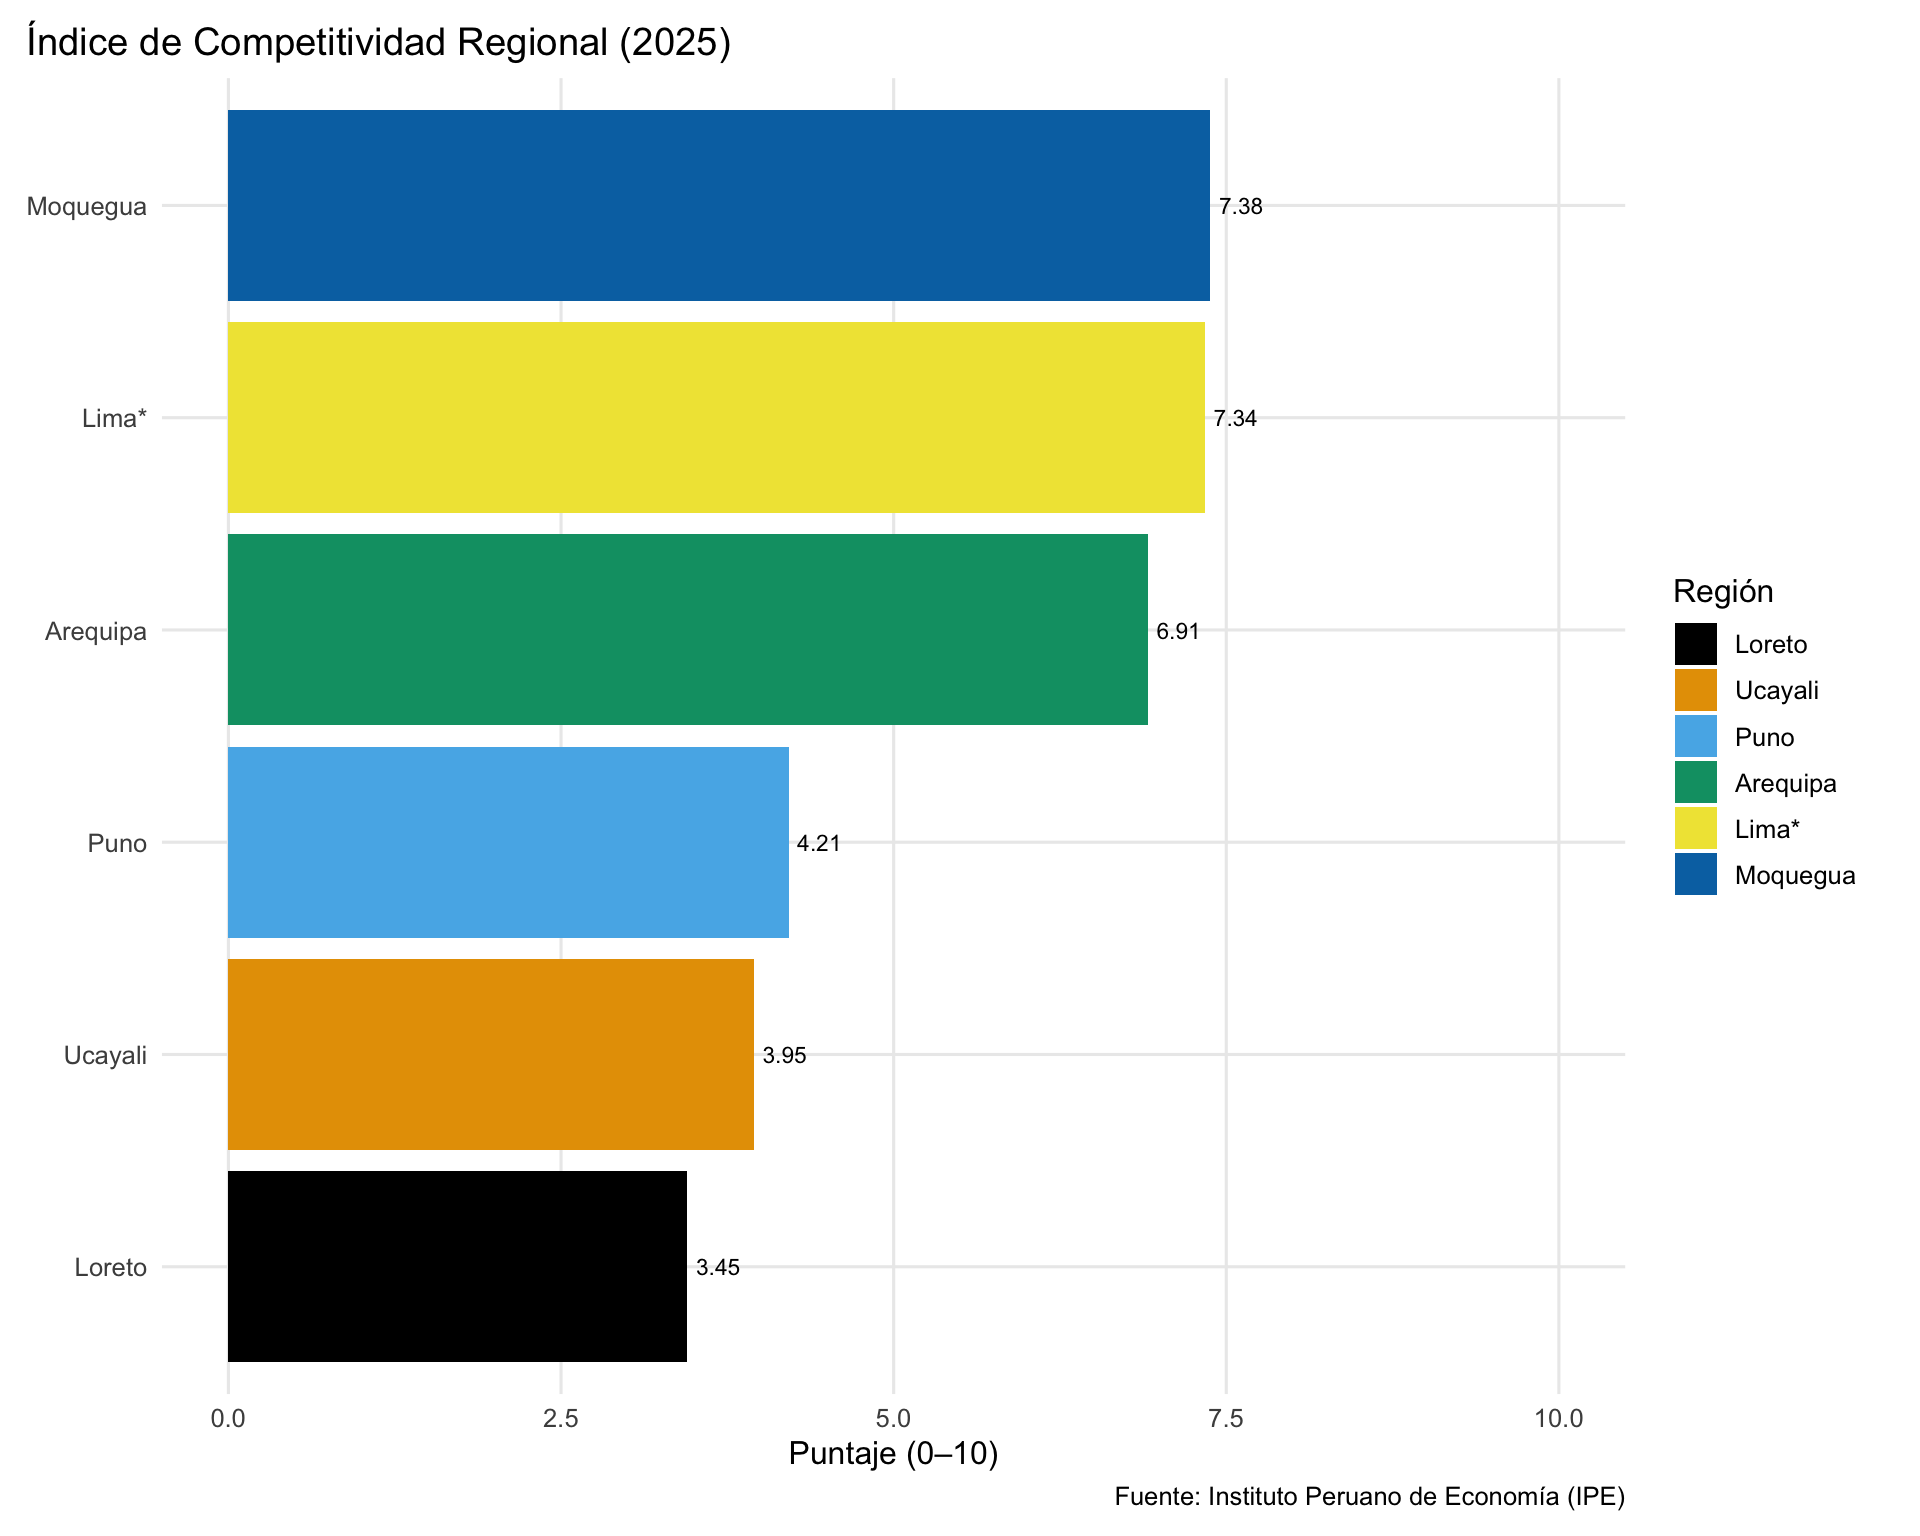 Índice de Competitividad Regional (2025)
Moquegua
7.38
Lima*
7.34
Arequipa
6.91
Puno
4.21
Ucayali
3.95
Loreto
3.45
0.0 2.5 5.0 7.5 10.0
Puntaje (0–10)
Fuente: Instituto Peruano de Economía (IPE)
Región
Loreto
Ucayali
Puno
Arequipa
Lima*
Moquegua